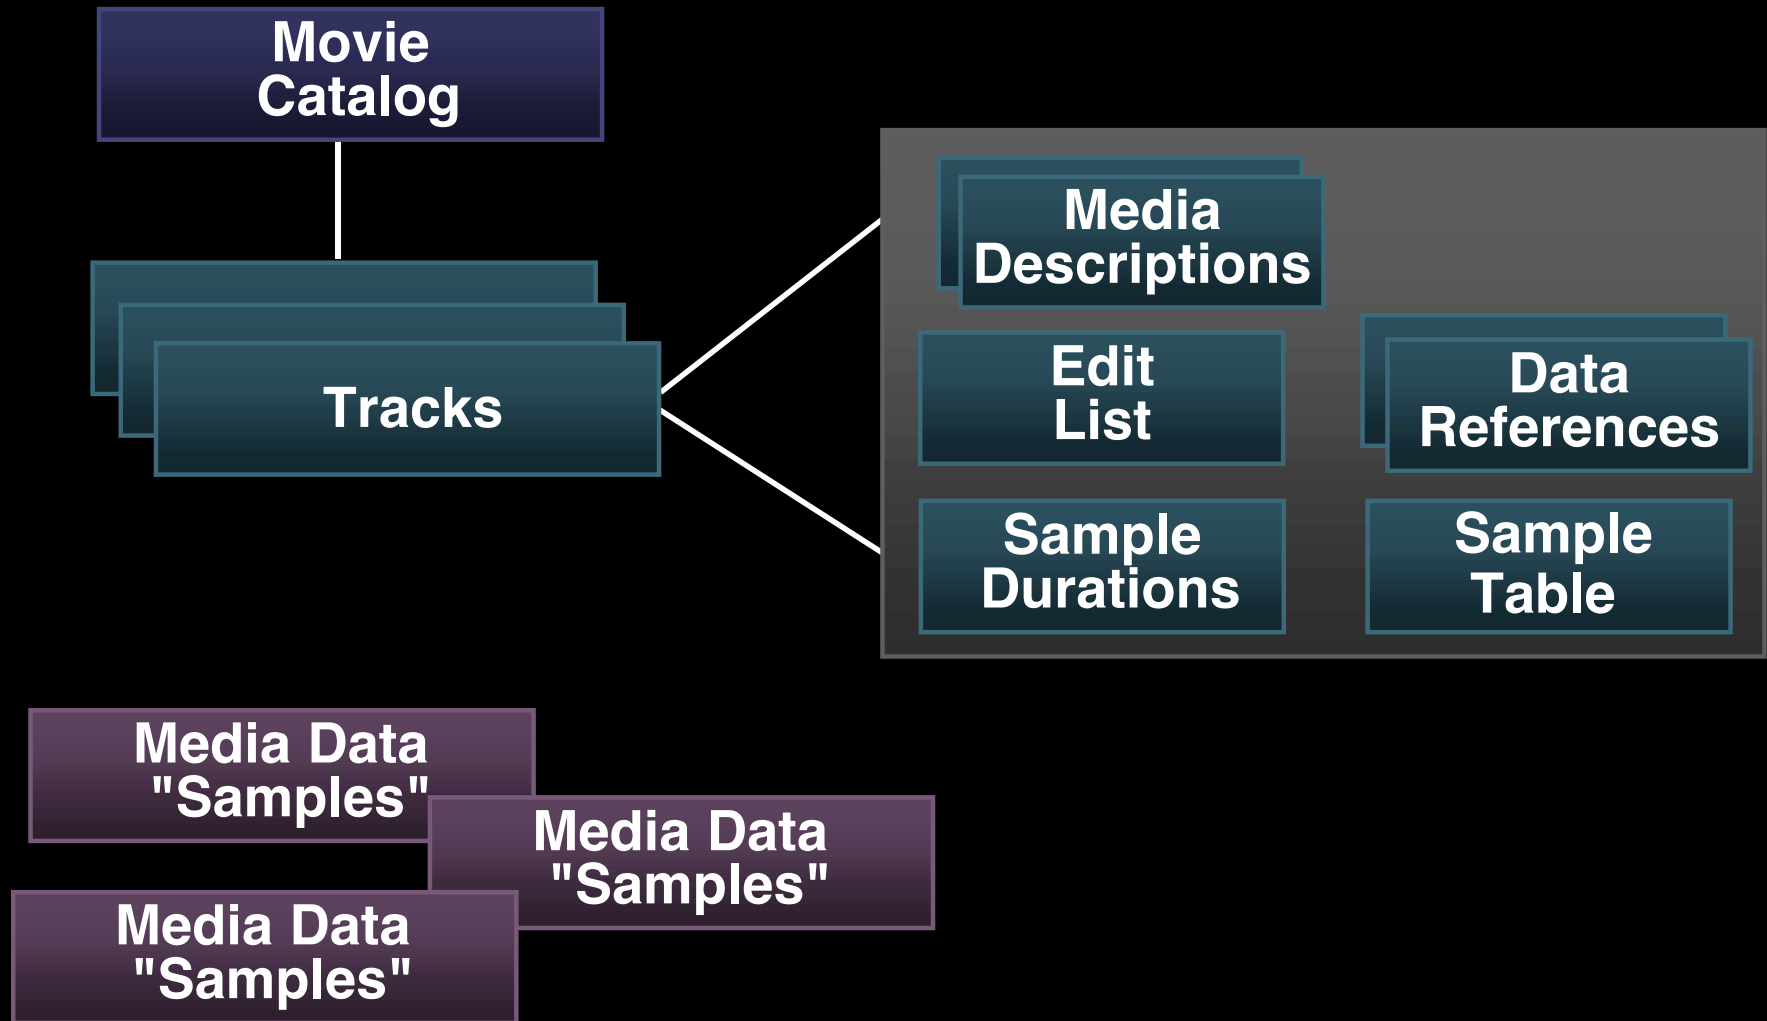 Movie
Catalog
Tracks
Media
Descriptions
Edit
List
Data
References
Sample
Durations
Sample
Table
Media Data
"Samples"
Media Data
"Samples"
Media Data
"Samples"